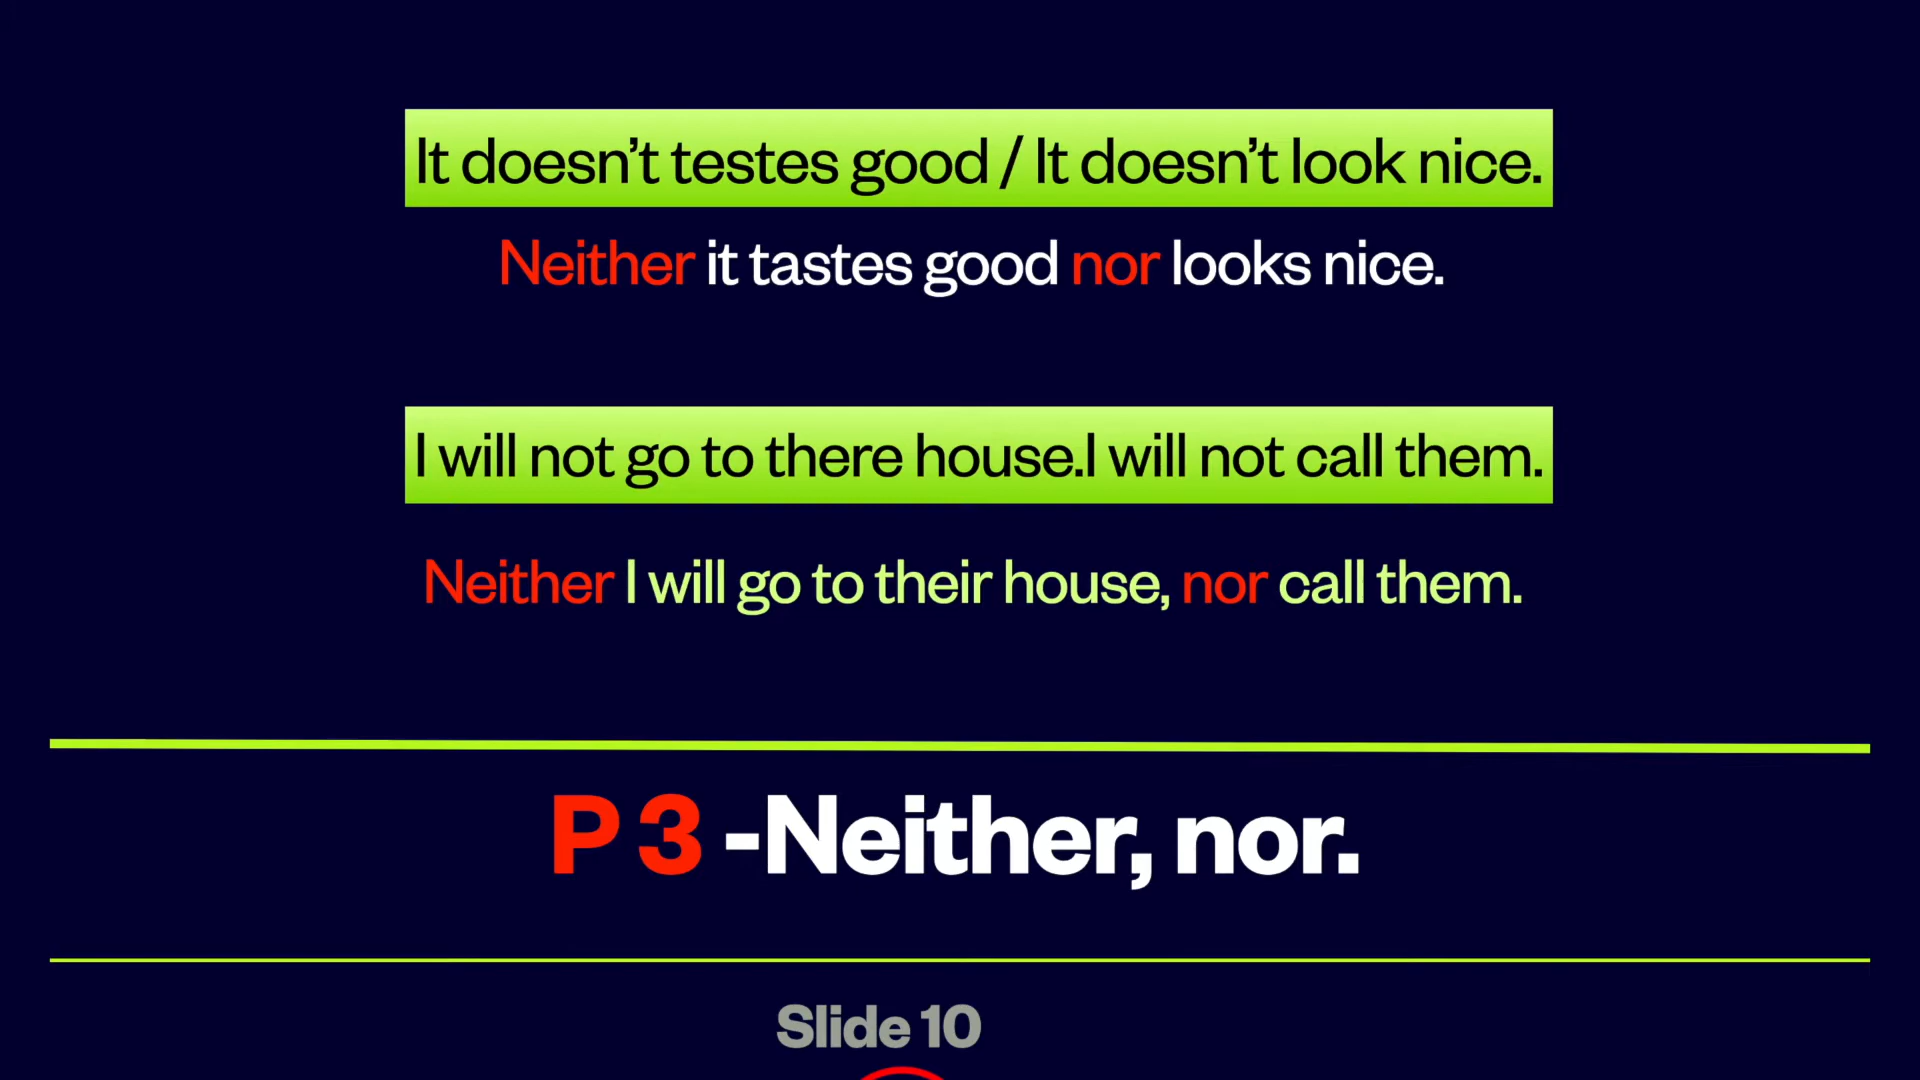 It doesn’t testes good / It doesn’t look nice.
Neither it tastes good nor looks nice.
I will not go to there house.I will not call them.
Neither I will go to their house, nor call them.
P 3 -Neither, nor.
Slide 10